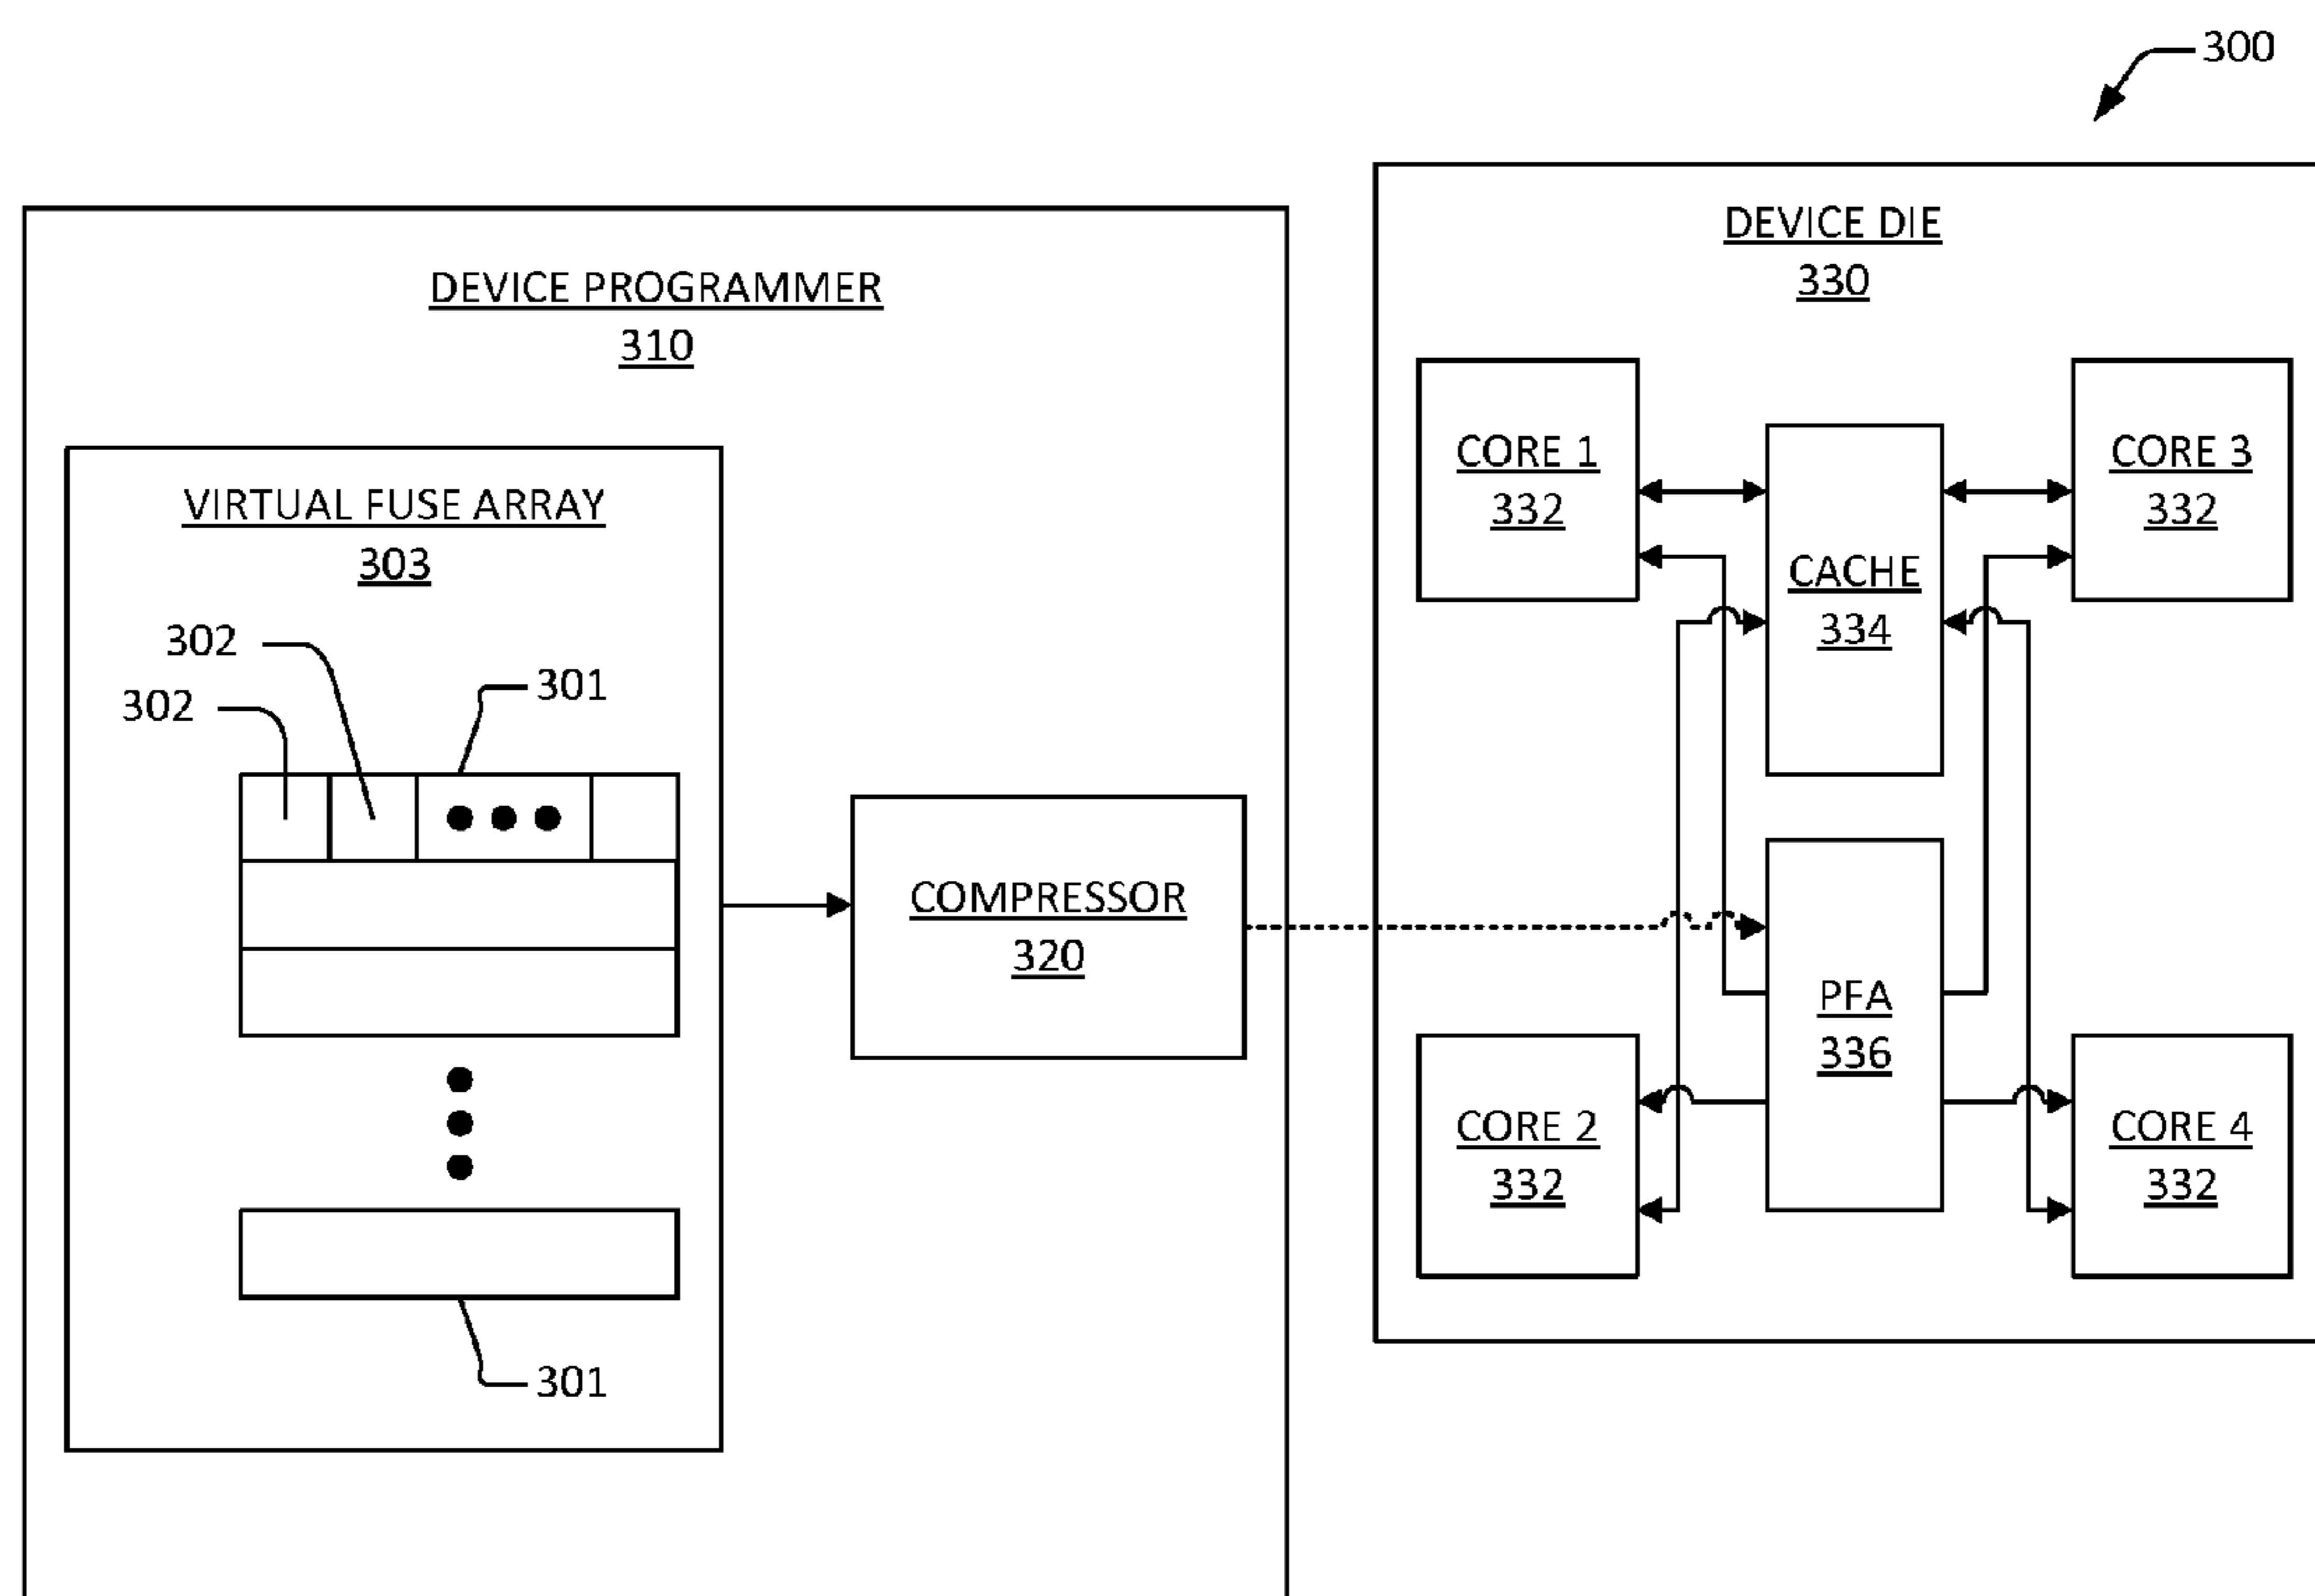 300
DEVICE PROGRAMMER
310
VIRTUAL FUSE ARRAY
303
302
302
301
301
COMPRESSOR
320
DEVICE DIE
330
CORE 1
332
CACHE
334
CORE 3
332
PFA
336
CORE 2
332
CORE 4
332